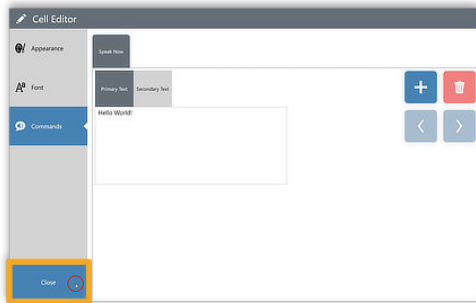 Cell Editor
Appearance
Speak Now
Font
Primary Text
Secondary Text
Hello World!
Commands
Close